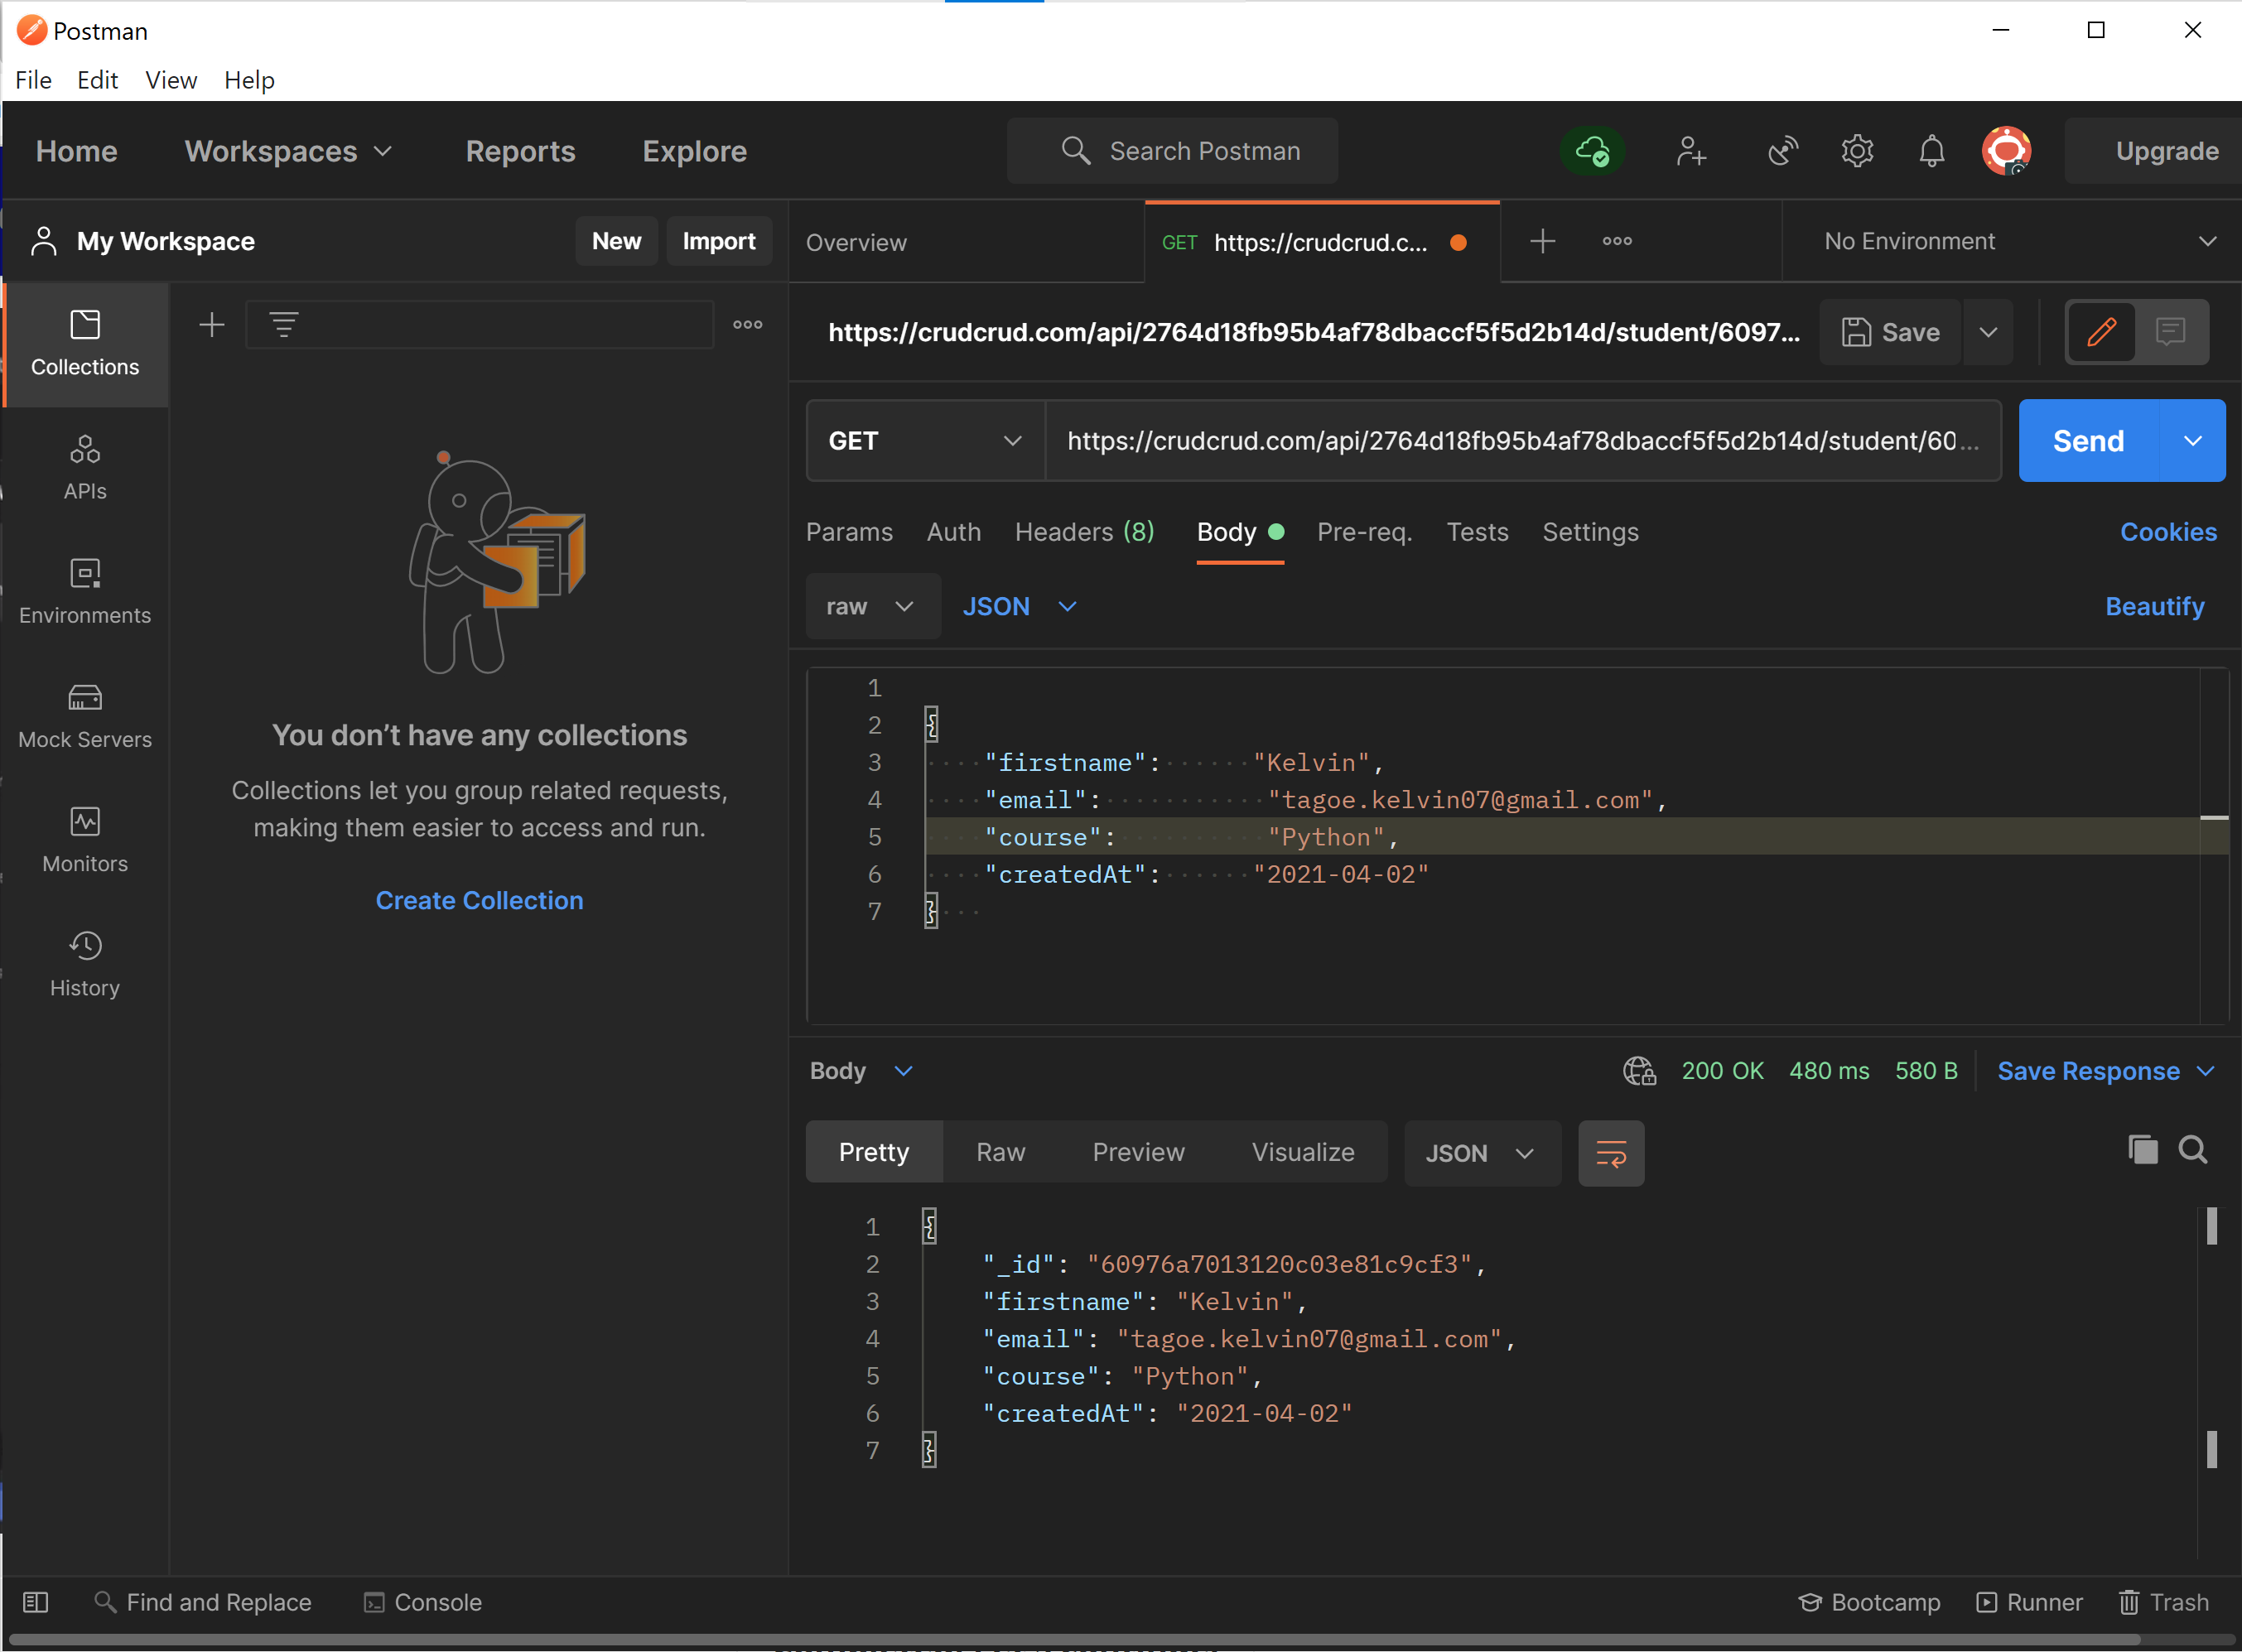 Postman
File Edit View Help
Home Workspaces Reports Explore Search Postman Upgrade
My Workspace New Import Overview GET https://crudcrud.c... No Environment
https://crudcrud.com/api/2764d18fb95b4af78dbaccf5f5d2b14d/student/6097... Save
Collections
APIs
Environments
Mock Servers
Monitors
History
You don’t have any collections
Collections let you group related requests,
making them easier to access and run.
Create Collection
GET https://crudcrud.com/api/2764d18fb95b4af78dbaccf5f5d2b14d/student/60... Send
Params Auth Headers (8) Body Pre-req. Tests Settings Cookies
raw JSON Beautify
1
2 {
3 "firstname": "Kelvin",
4 "email": "tagoe.kelvin07@gmail.com",
5 "course": "Python",
6 "createdAt": "2021-04-02"
7 }
Body 200 OK 480 ms 580 B Save Response
Pretty Raw Preview Visualize JSON
1 {
2 "_id": "60976a7013120c03e81c9cf3",
3 "firstname": "Kelvin",
4 "email": "tagoe.kelvin07@gmail.com",
5 "course": "Python",
6 "createdAt": "2021-04-02"
7 }
Find and Replace Console Bootcamp Runner Trash